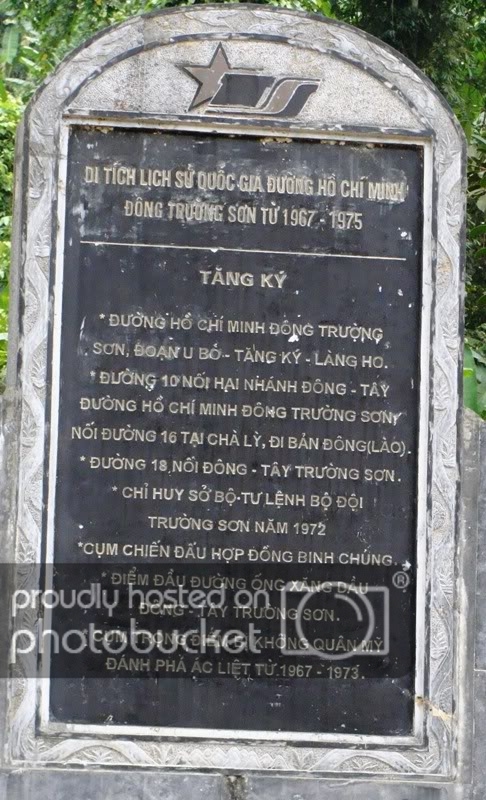 DI TÍCH LỊCH SỬ QUỐC GIA ĐƯỜNG HỒ CHÍ MINH
ĐÔNG TRƯỜNG SƠN TỪ 1967 - 1975
TĂNG KÝ
* ĐƯỜNG HỒ CHÍ MINH ĐÔNG TRƯỜNG
SƠN, ĐOẠN U BÒ - TĂNG KÝ - LÀNG HO.
* ĐƯỜNG 10 NỐI HAI NHÁNH ĐÔNG - TÂY
ĐƯỜNG HỒ CHÍ MINH ĐÔNG TRƯỜNG SƠN,
NỐI ĐƯỜNG 16 TẠI CHÀ LỲ, ĐI BẢN ĐÔNG(LÀO).
* ĐƯỜNG 18 NỐI ĐÔNG - TÂY TRƯỜNG SƠN.
* CHỈ HUY SỞ BỘ-TƯ LỆNH BỘ ĐỘI
TRƯỜNG SƠN NĂM 1972
*CỤM CHIẾN ĐẤU HỢP ĐỒNG BINH CHỦNG.
* ĐIỂM ĐẦU ĐƯỜNG ỐNG XĂNG DẦU
ĐÔNG - TÂY TRƯỜNG SƠN.
CỤM TRỌNG ĐIỂM BỊ KHÔNG QUÂN MỸ
ĐÁNH PHÁ ÁC LIỆT TỪ 1967 - 1973.
proudly hosted on
photobucket
®